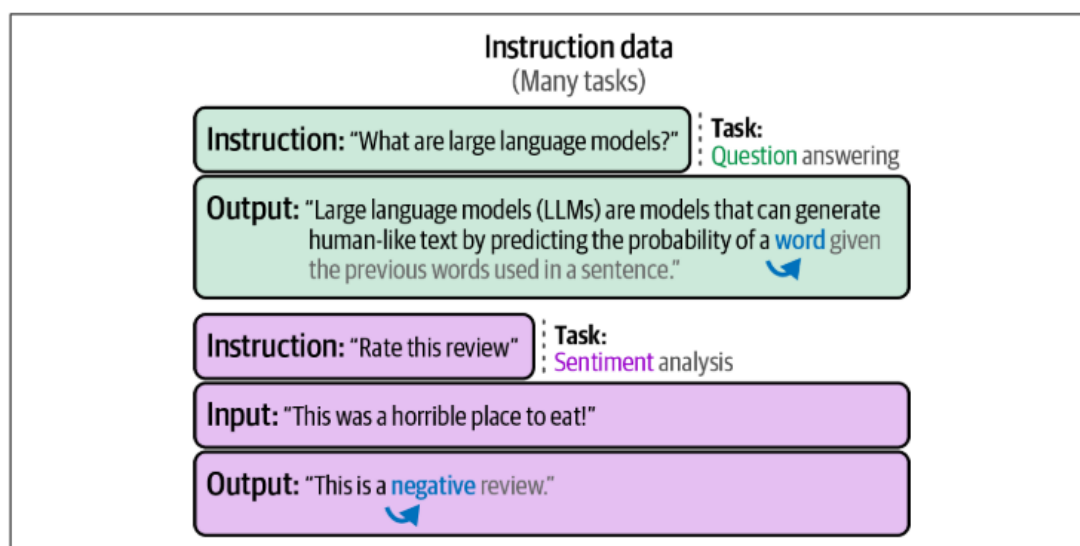 Instruction data
(Many tasks)
Instruction: “What are large language models?”
Task:
Question answering
Output: “Large language models (LLMs) are models that can generate
human-like text by predicting the probability of a word given
the previous words used in a sentence.”
Instruction: “Rate this review”
Task:
Sentiment analysis
Input: “This was a horrible place to eat!”
Output: “This is a negative review.”